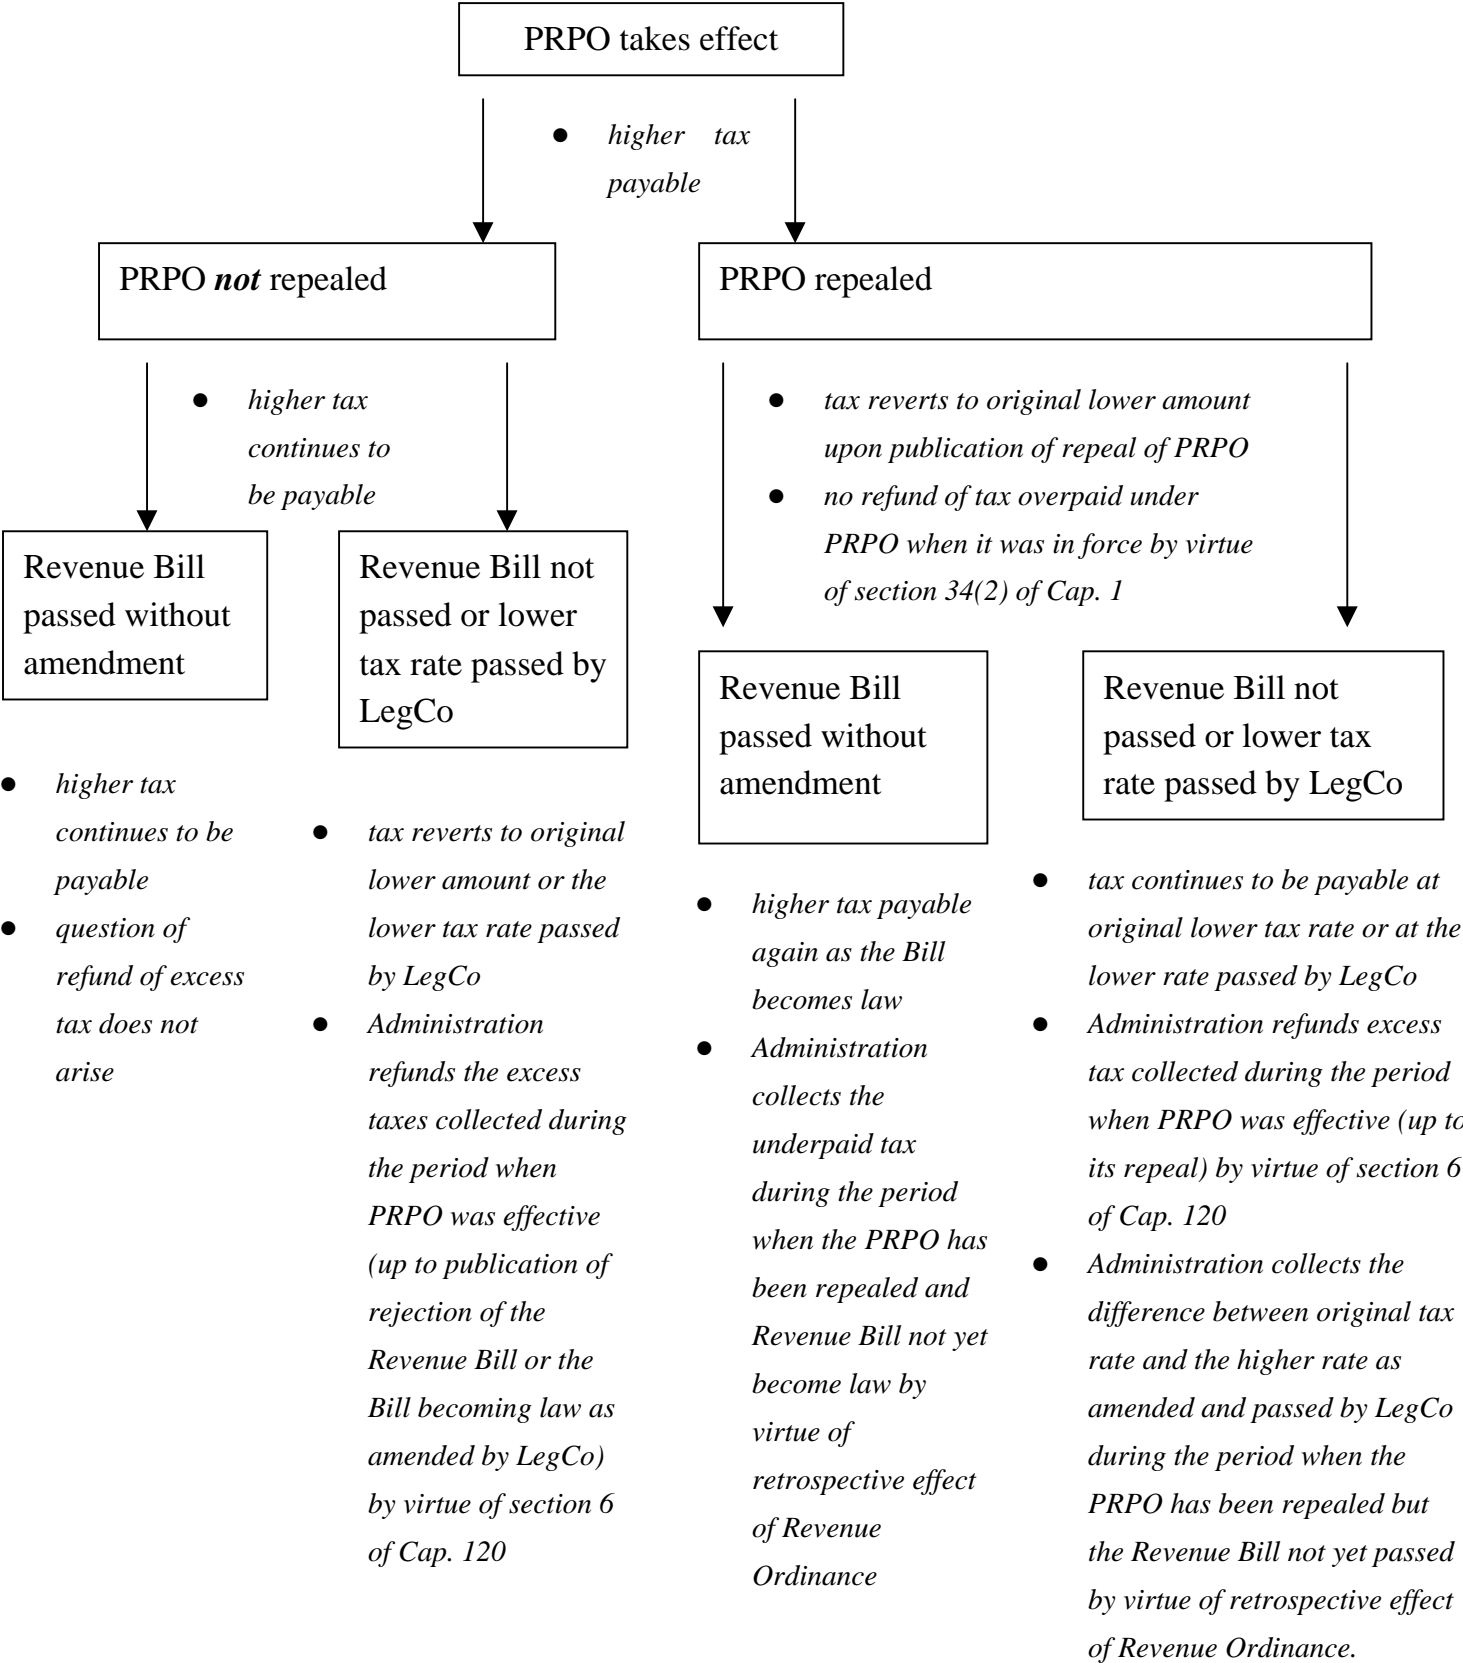 PRPO takes effect
● higher tax
payable
PRPO not repealed
PRPO repealed
● higher tax
continues to
be payable
● tax reverts to original lower amount
upon publication of repeal of PRPO
● no refund of tax overpaid under
PRPO when it was in force by virtue
of section 34(2) of Cap. 1
Revenue Bill
passed without
amendment
Revenue Bill not
passed or lower
tax rate passed by
LegCo
Revenue Bill
passed without
amendment
Revenue Bill not
passed or lower tax
rate passed by LegCo
● higher tax
continues to be
payable
● question of
refund of excess
tax does not
arise
● tax reverts to original
lower amount or the
lower tax rate passed
by LegCo
● Administration
refunds the excess
taxes collected during
the period when
PRPO was effective
(up to publication of
rejection of the
Revenue Bill or the
Bill becoming law as
amended by LegCo)
by virtue of section 6
of Cap. 120
● higher tax payable
again as the Bill
becomes law
● Administration
collects the
underpaid tax
during the period
when the PRPO has
been repealed and
Revenue Bill not yet
become law by
virtue of
retrospective effect
of Revenue
Ordinance
● tax continues to be payable at
original lower tax rate or at the
lower rate passed by LegCo
● Administration refunds excess
tax collected during the period
when PRPO was effective (up to
its repeal) by virtue of section 6
of Cap. 120
● Administration collects the
difference between original tax
rate and the higher rate as
amended and passed by LegCo
during the period when the
PRPO has been repealed but
the Revenue Bill not yet passed
by virtue of retrospective effect
of Revenue Ordinance.